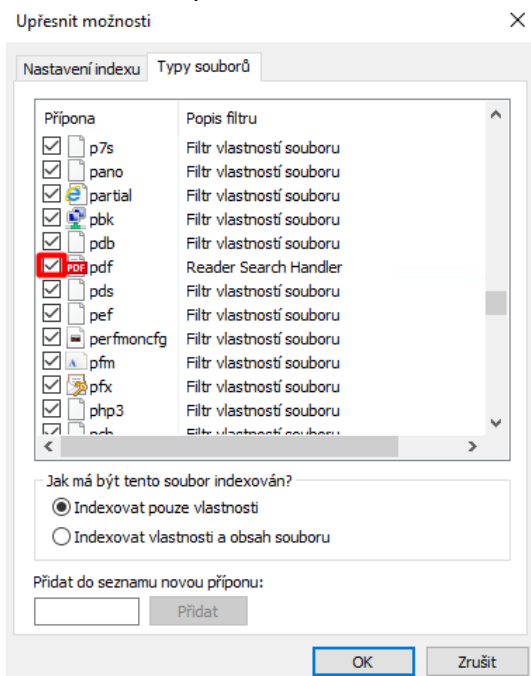 Upřesnit možnosti
Nastavení indexu Typy souborů
Přípona Popis filtru
p7s Filtr vlastností souboru
pano Filtr vlastností souboru
partial Filtr vlastností souboru
pbk Filtr vlastností souboru
pdb Filtr vlastností souboru
PDF pdf Reader Search Handler
pds Filtr vlastností souboru
pef Filtr vlastností souboru
perfmoncfg Filtr vlastností souboru
pfm Filtr vlastností souboru
pfx Filtr vlastností souboru
php3 Filtr vlastností souboru
pch Filtr vlastností souboru
Jak má být tento soubor indexován?
Indexovat pouze vlastnosti
Indexovat vlastnosti a obsah souboru
Přidat do seznamu novou příponu:
Přidat
OK Zrušit